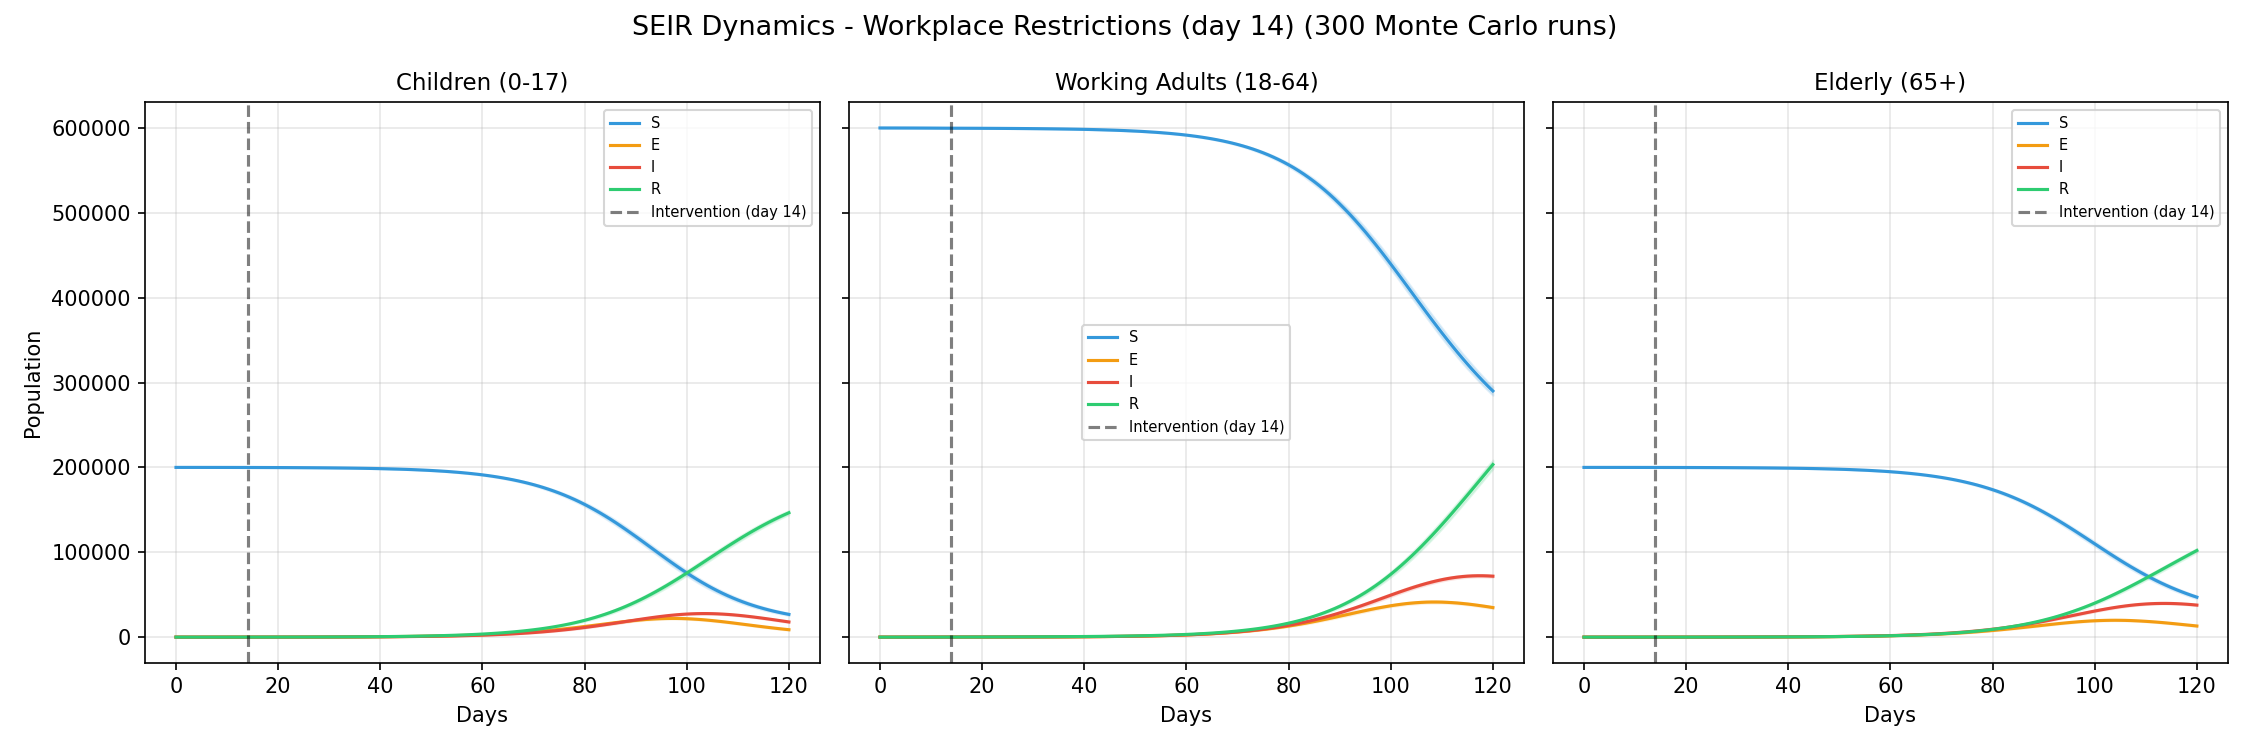 SEIR Dynamics - Workplace Restrictions (day 14) (300 Monte Carlo runs)
Children (0-17)
Population
600000
500000
400000
300000
200000
100000
0
0 20 40 60 80 100 120
Days
S
E
I
R
Intervention (day 14)
Working Adults (18-64)
S
E
I
R
Intervention (day 14)
0 20 40 60 80 100 120
Days
Elderly (65+)
S
E
I
R
Intervention (day 14)
0 20 40 60 80 100 120
Days